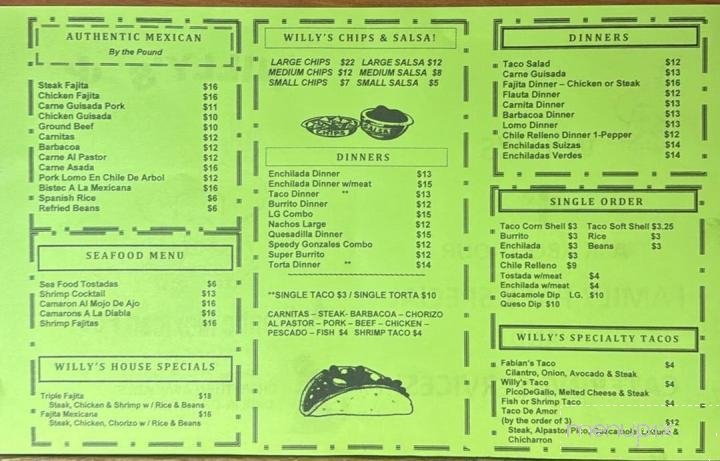 AUTHENTIC MEXICAN
By the Pound
Steak Fajita $16
Chicken Fajita $16
Carne Guisada Pork $11
Chicken Guisada $10
Ground Beef $10
Carnitas $12
Barbacoa $12
Carne Al Pastor $12
Carne Asada $16
Pork Lomo En Chile De Arbol $12
Bistec A La Mexicana $16
Spanish Rice $6
Refried Beans $6
SEAFOOD MENU
Sea Food Tostadas $6
Shrimp Cocktail $13
Camaron Al Mojo De Ajo $16
Camarons A La Diabla $16
Shrimp Fajitas $16
WILLY'S HOUSE SPECIALS
Triple Fajita $18
Steak, Chicken & Shrimp w / Rice & Beans
Fajita Mexicana $16
Steak, Chicken, Chorizo w / Rice & Beans
WILLY'S CHIPS & SALSA!
LARGE CHIPS $22 LARGE SALSA $12
MEDIUM CHIPS $12 MEDIUM SALSA $8
SMALL CHIPS $7 SMALL SALSA $5
CHIPS SALSA
DINNERS
Enchilada Dinner $13
Enchilada Dinner w/meat $15
Taco Dinner ** $13
Burrito Dinner $12
LG Combo $15
Nachos Large $12
Quesadilla Dinner $15
Speedy Gonzales Combo $12
Super Burrito $12
Torta Dinner ** $14
**SINGLE TACO $3 / SINGLE TORTA $10
CARNITAS – STEAK- BARBACOA – CHORIZO
AL PASTOR – PORK – BEEF – CHICKEN –
PESCADO – FISH $4 SHRIMP TACO $4
DINNERS
Taco Salad $12
Carne Guisada $13
Fajita Dinner – Chicken or Steak $16
Flauta Dinner $12
Carnita Dinner $13
Barbacoa Dinner $13
Lomo Dinner $13
Chile Relleno Dinner 1-Pepper $12
Enchiladas Suizas $14
Enchiladas Verdes $14
SINGLE ORDER
Taco Corn Shell $3 Taco Soft Shell $3.25
Burrito $3 Rice $3
Enchilada $3 Beans $3
Tostada $3
Chile Relleno $9
Tostada w/meat $4
Enchilada w/meat $4
Guacamole Dip LG. $10
Queso Dip $10
WILLY'S SPECIALTY TACOS
Fabian's Taco $4
Cilantro, Onion, Avocado & Steak
Willy's Taco $4
PicoDeGallo, Melted Cheese & Steak
Fish or Shrimp Taco $4
Taco De Amor
(by the order of 3) $12
Steak, Alpastor Pico, Guacamole, Lettuce &
Chicharron